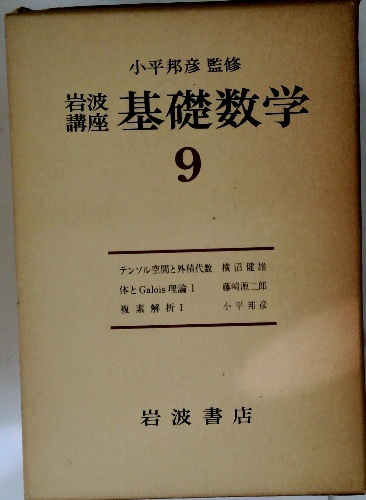 小平邦彦 監修
岩波講座 基礎数学
9
テンソル空間と外積代数 横沼健雄
体とGalois理論 I 藤﨑源二郎
複素解析 I 小平邦彦
岩波書店